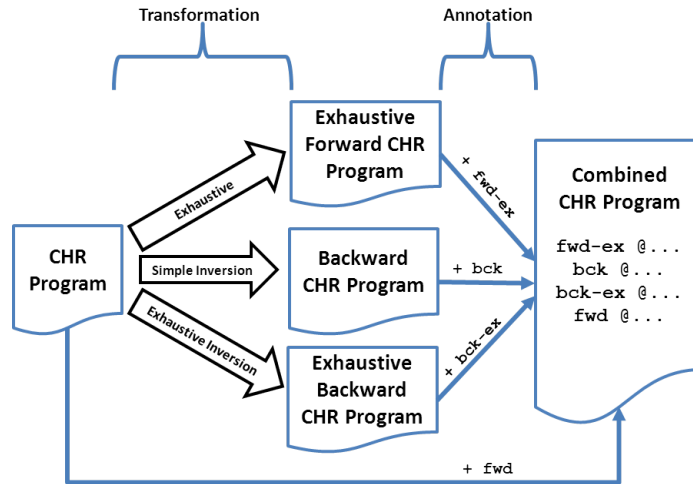 Transformation
Annotation
Exhaustive
Forward CHR
Program
+ fwd-ex
Combined
CHR Program
Exhaustive
CHR
Program
Simple Inversion
Backward
CHR Program
+ bck
fwd-ex @...
bck @...
bck-ex @...
fwd @...
Exhaustive Inversion
Exhaustive
Backward
CHR Program
+ bck-ex
+ fwd